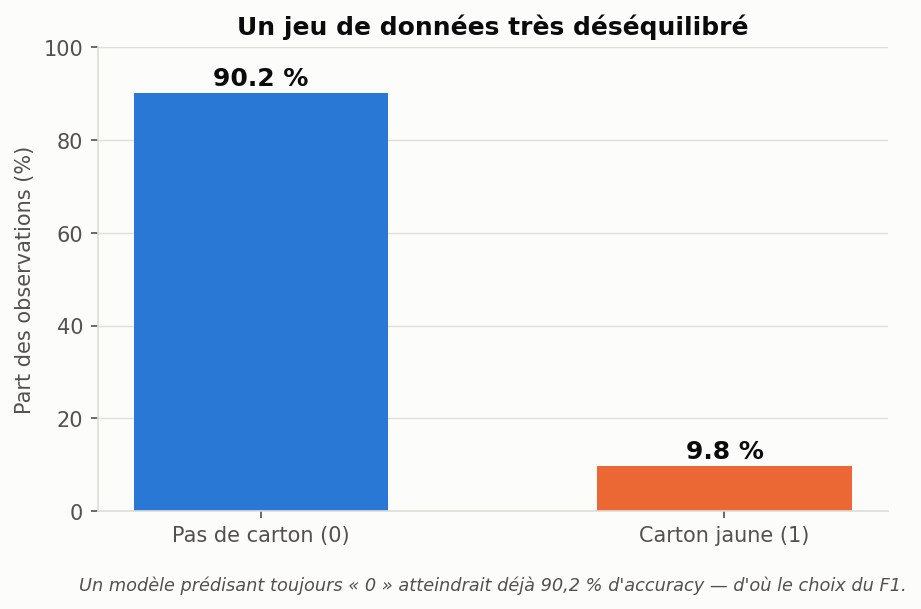 Un jeu de données très déséquilibré
Part des observations (%)
100
80
60
40
20
0
90.2 %
9.8 %
Pas de carton (0)
Carton jaune (1)
Un modèle prédisant toujours « 0 » atteindrait déjà 90,2 % d'accuracy — d'où le choix du F1.